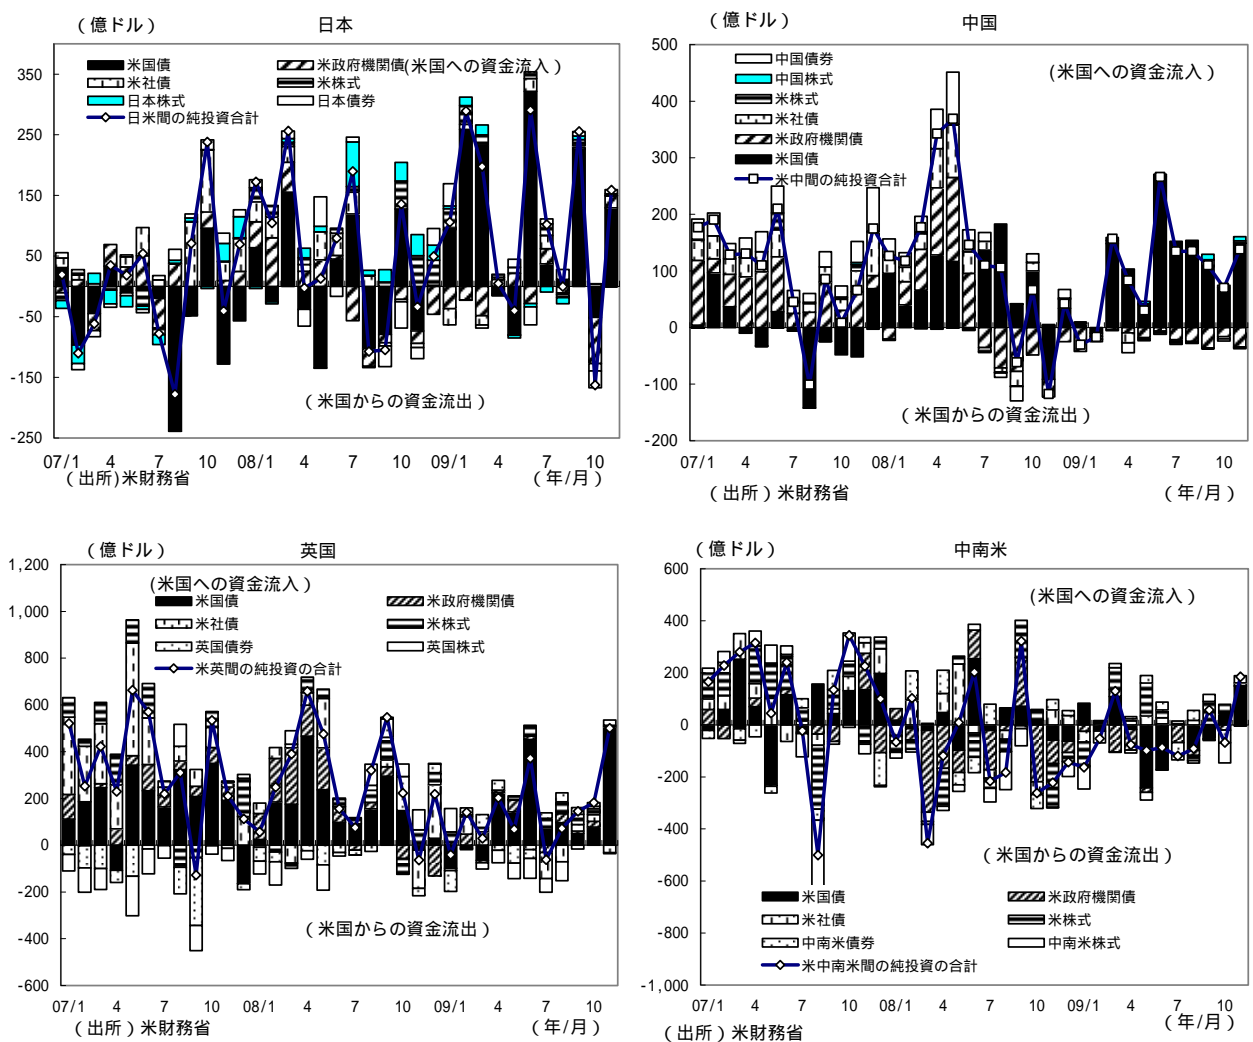 （億ドル）
日本
350
250
150
50
-50
-150
-250
米国債
米政府機関債
(米国への資金流入）
米社債
米株式
日本株式
日本債券
日米間の純投資合計
（米国からの資金流出）
07/1 4 7 10 08/1 4 7 10 09/1 4 7 10
（出所)米財務省
（年/月）
（億ドル）
中国
500
400
300
200
100
0
-100
-200
中国債券
中国株式
米株式
米社債
米政府機関債
米国債
米中間の純投資合計
(米国への資金流入）
（米国からの資金流出）
07/1 4 7 10 08/1 4 7 10 09/1 4 7 10
（出所）米財務省
（年/月）
（億ドル）
英国
1,200
1,000
800
600
400
200
0
-200
-400
-600
(米国への資金流入）
米国債
米政府機関債
米社債
米株式
英国債券
英国株式
米英間の純投資の合計
（米国からの資金流出）
07/1 4 7 10 08/1 4 7 10 09/1 4 7 10
（出所）米財務省
（年/月）
（億ドル）
中南米
600
400
200
0
-200
-400
-600
-800
-1,000
(米国への資金流入）
（米国からの資金流出）
米国債
米政府機関債
米社債
米株式
中南米債券
中南米株式
米中南米間の純投資の合計
07/1 4 7 10 08/1 4 7 10 09/1 4 7 10
（出所）米財務省
（年/月）